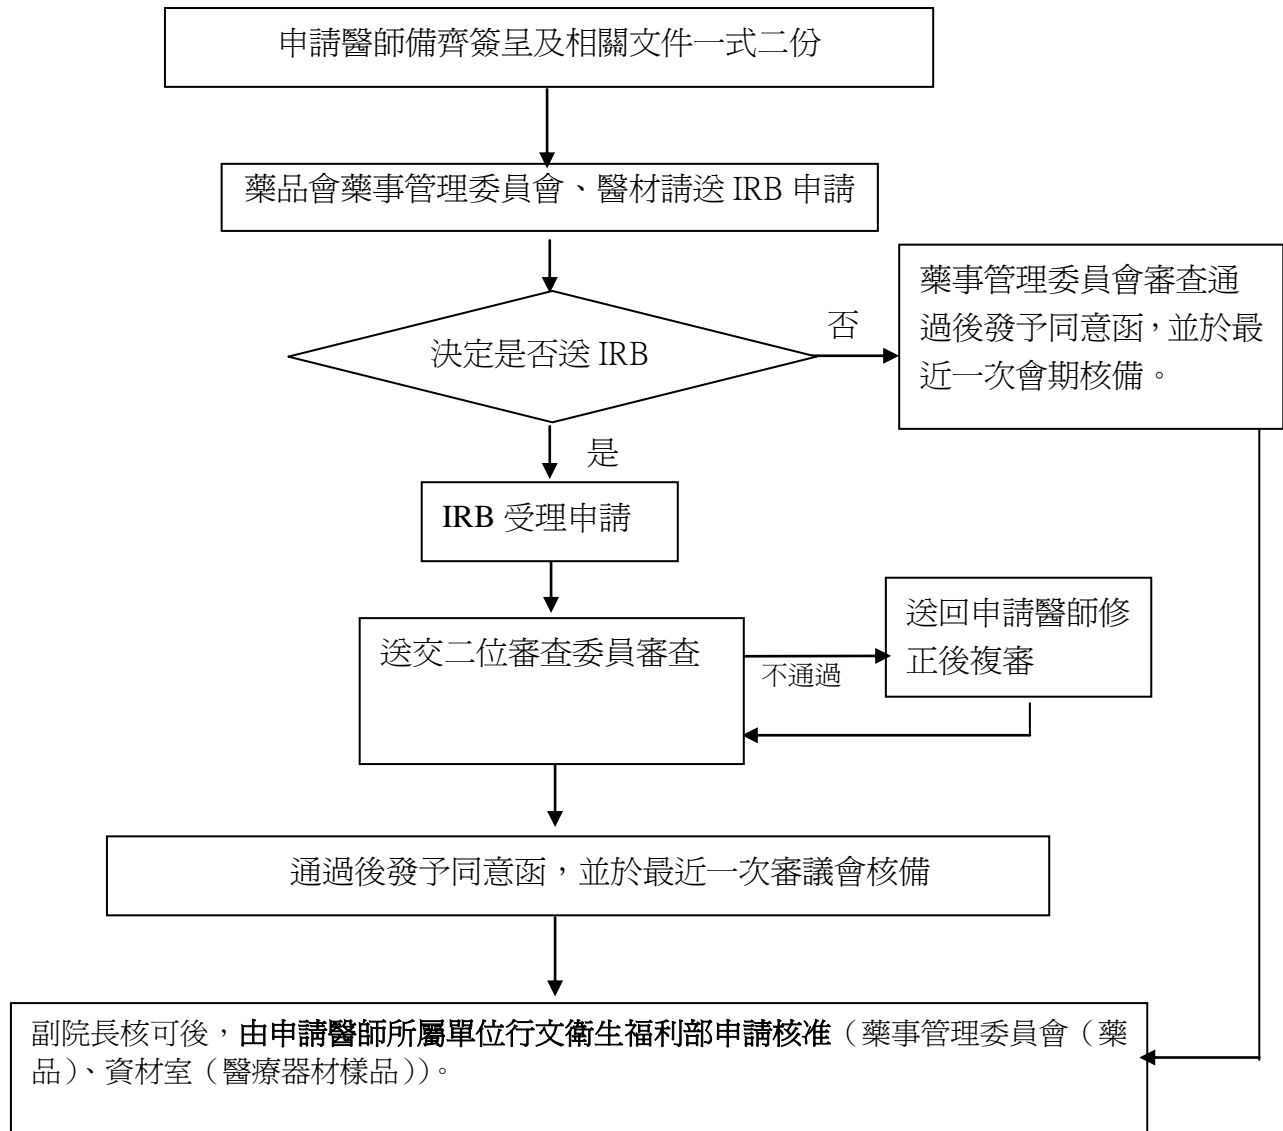 申請醫師備齊簽呈及相關文件一式二份
藥品會藥事管理委員會、醫材請送 IRB 申請
決定是否送 IRB
否
藥事管理委員會審查通
過後發予同意函，並於最
近一次會期核備。
是
IRB 受理申請
送交二位審查委員審查
不通過
送回申請醫師修
正後複審
通過後發予同意函，並於最近一次審議會核備
副院長核可後，由申請醫師所屬單位行文衛生福利部申請核准（藥事管理委員會（藥
品）、資材室（醫療器材樣品））。